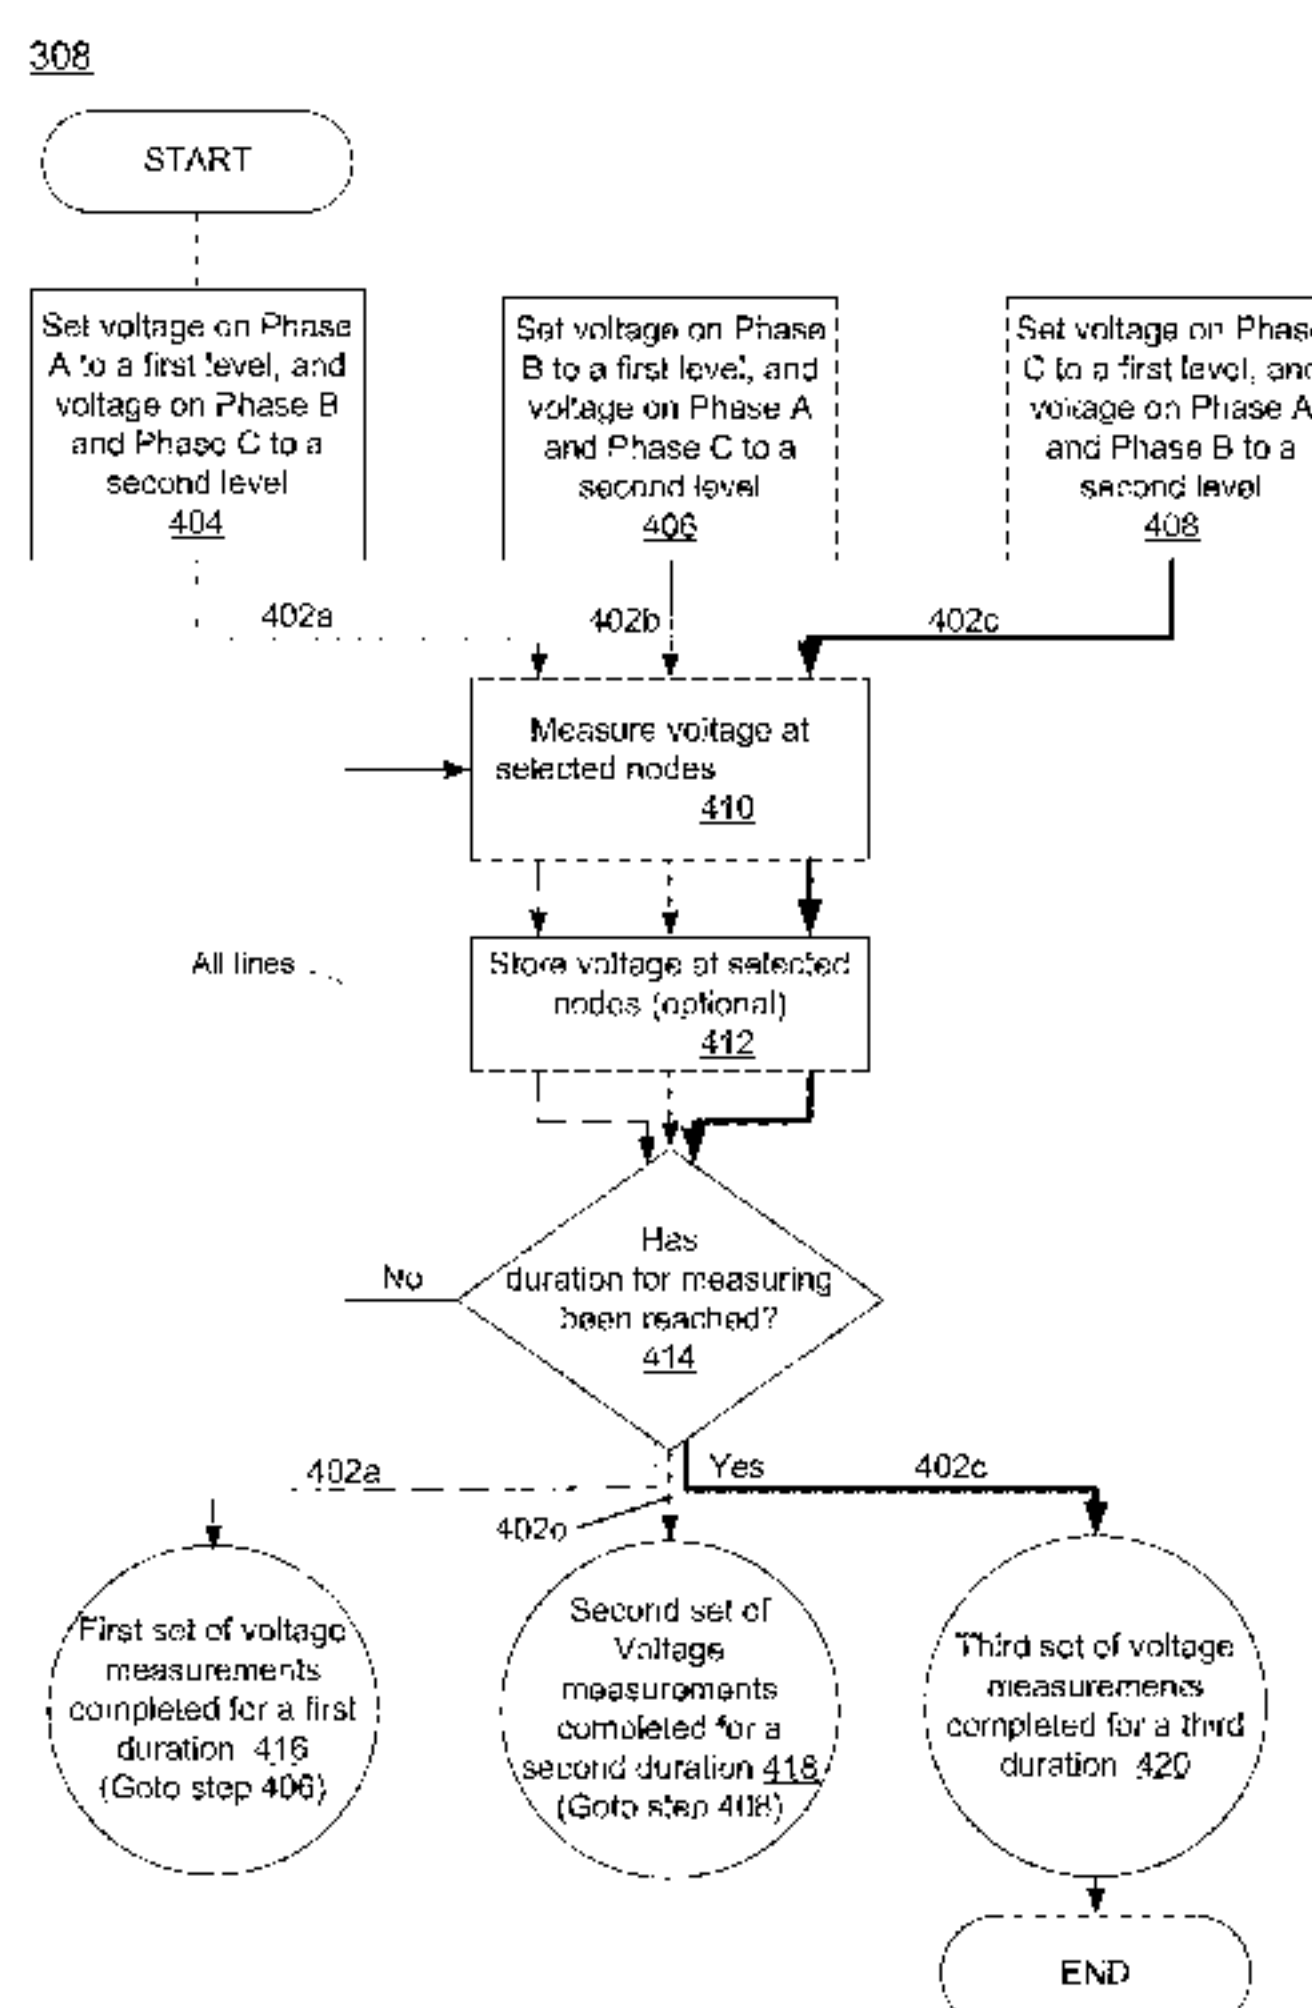 308
START
Set voltage on Phase
A to a first level, and
voltage on Phase B
and Phase C to a
second level
404
Set voltage on Phase
B to a first level, and
voltage on Phase A
and Phase C to a
second level
406
Set voltage on Phase
C to a first level, and
voltage on Phase A
and Phase B to a
second level
408
402a
402b
402c
Measure voltage at
selected nodes
410
All lines
Store voltage at selected
nodes (optional)
412
Has
duration for measuring
been reached?
414
No
Yes
402a
402c
First set of voltage
measurements
completed for a first
duration 416
(Goto step 406)
Second set of
Voltage
measurements
completed for a
second duration 418
(Goto step 408)
Third set of voltage
measurements
completed for a third
duration 420
END